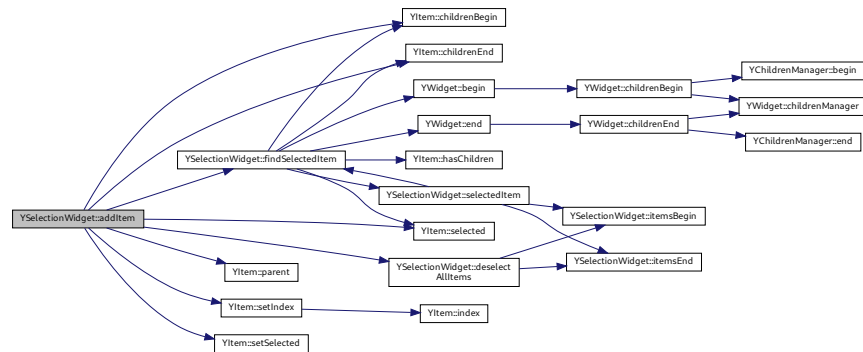 YItem::childrenBegin
YItem::childrenEnd
YChildrenManager::begin
YWidget::begin
YWidget::childrenBegin
YWidget::childrenManager
YWidget::end
YWidget::childrenEnd
YChildrenManager::end
YSelectionWidget::findSelectedItem
YItem::hasChildren
YSelectionWidget::selectedItem
YSelectionWidget::addItem
YItem::selected
YSelectionWidget::itemsBegin
YSelectionWidget::itemsEnd
YSelectionWidget::deselect
AllItems
YItem::parent
YItem::setIndex
YItem::index
YItem::setSelected